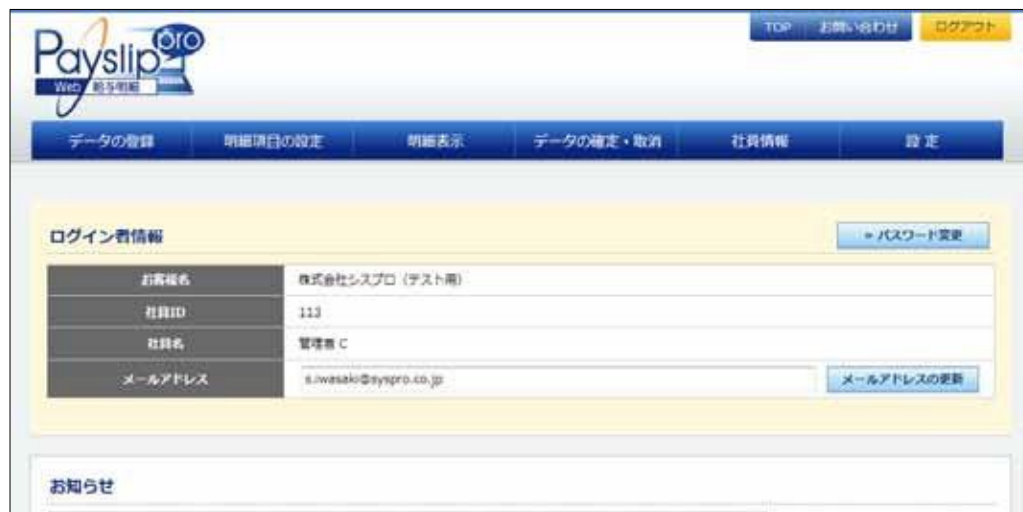 TOP お問い合わせ ログアウト
Payslip pro
Web 給与明細
データの登録 明細項目の設定 明細表示 データの確定・取消 社員情報 設定
ログイン者情報 » パスワード変更
お客様名 株式会社シスプロ（テスト用）
社員ID 113
社員名 管理者 C
メールアドレス s.iwasaki@syspro.co.jp メールアドレスの更新
お知らせ